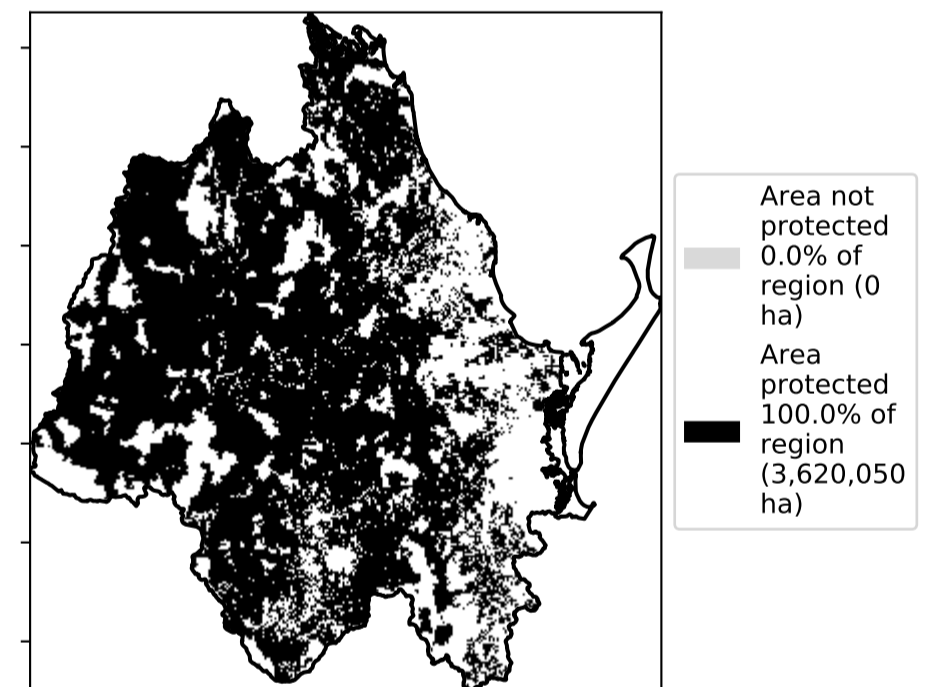 Area not
protected
0.0% of
region (0
ha)
Area
protected
100.0% of
region
(3,620,050
ha)